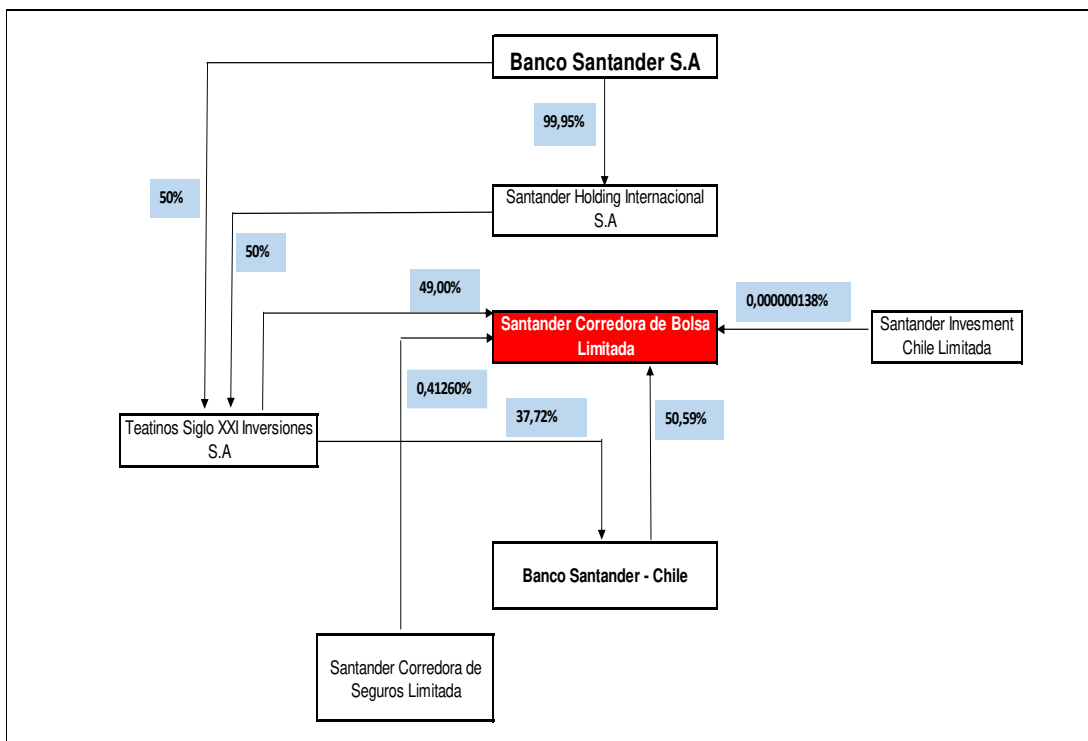 Banco Santander S.A
99,95%
50%
Santander Holding Internacional
S.A
50%
49,00%
0,000000138%
Santander Corredora de Bolsa
Limitada
Santander Invesment
Chile Limitada
0,41260%
37,72%
50,59%
Teatinos Siglo XXI Inversiones
S.A
Banco Santander - Chile
Santander Corredora de
Seguros Limitada